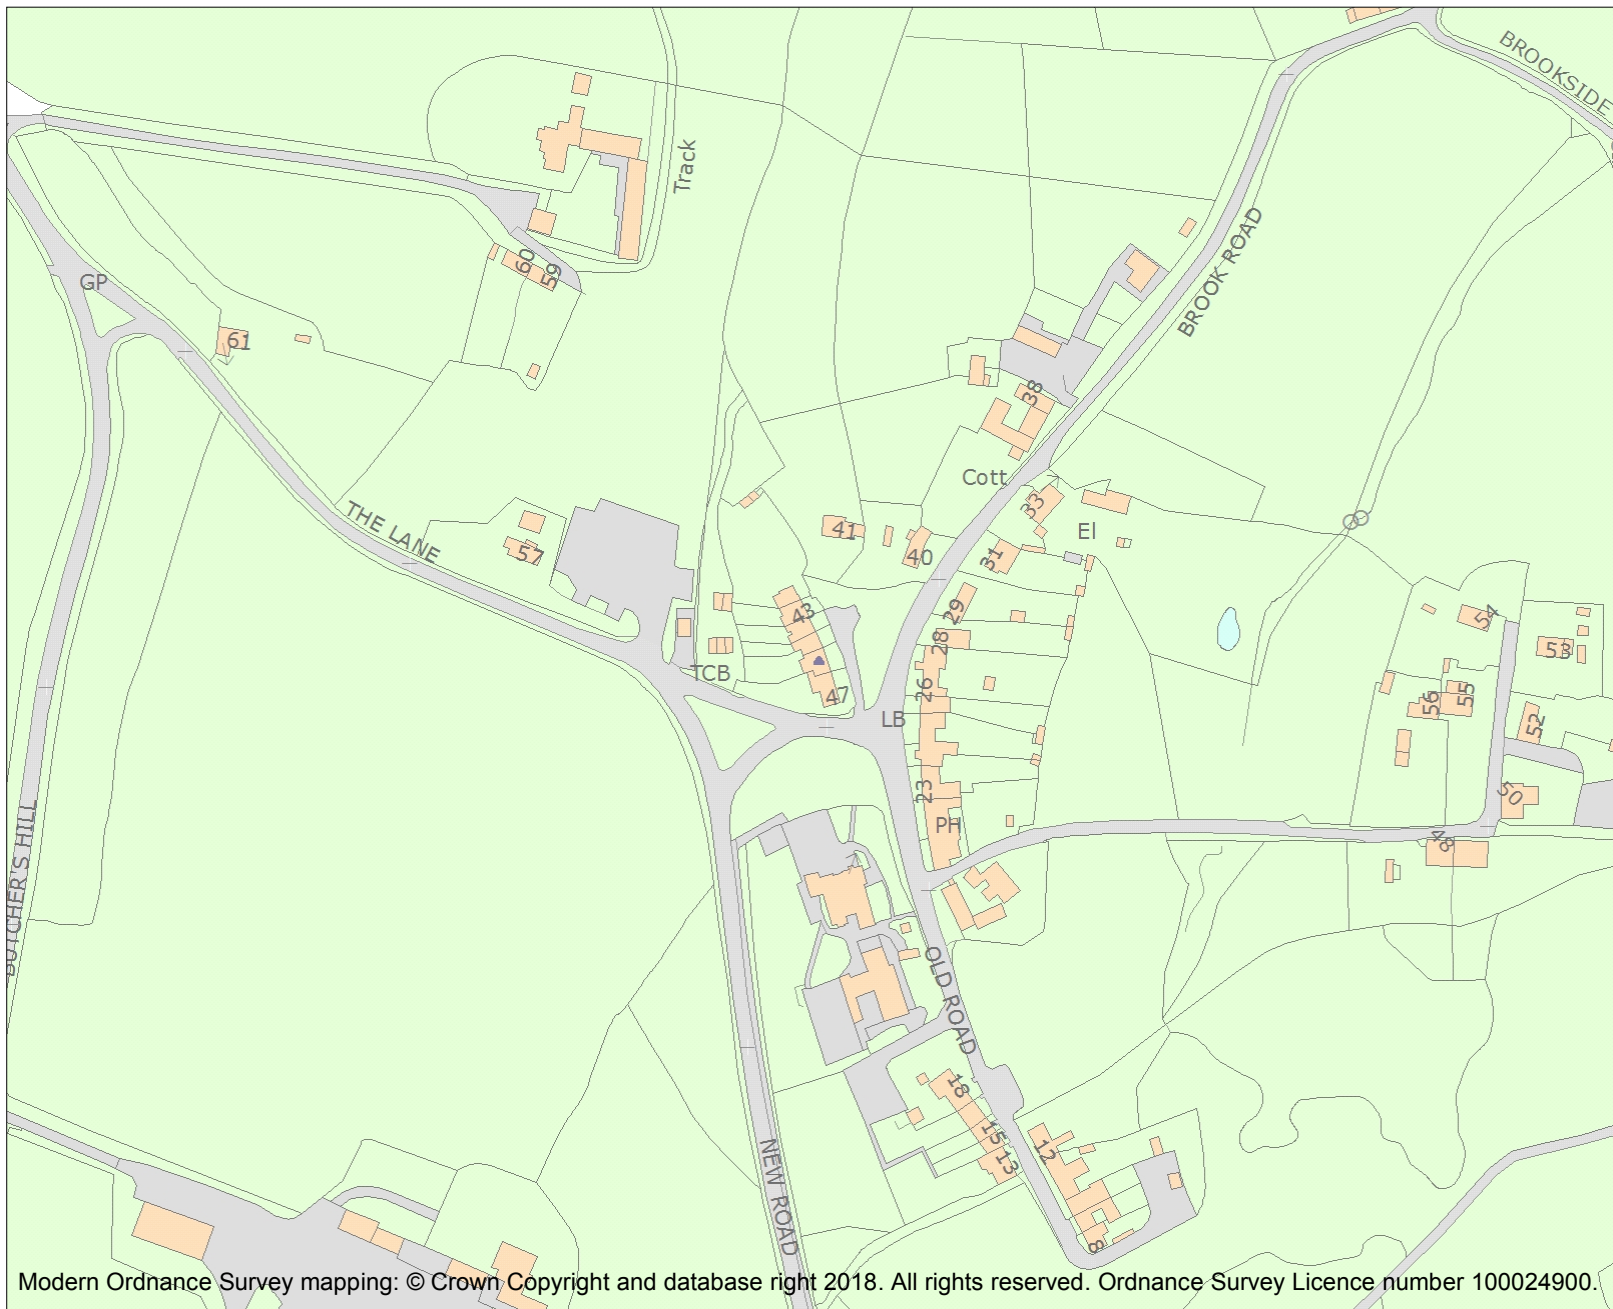 BROOKSIDE
Track
BROOK ROAD
60
59
GP
61
38
Cott
THE LANE
33
41
El
57
40
31
43
29
54
28
53
TCB
47
26
56
55
LB
52
23
50
PH
48
BUTCHER'S HILL
OLD ROAD
18
15
13
12
NEW ROAD
8
Modern Ordnance Survey mapping: © Crown Copyright and database right 2018. All rights reserved. Ordnance Survey Licence number 100024900.